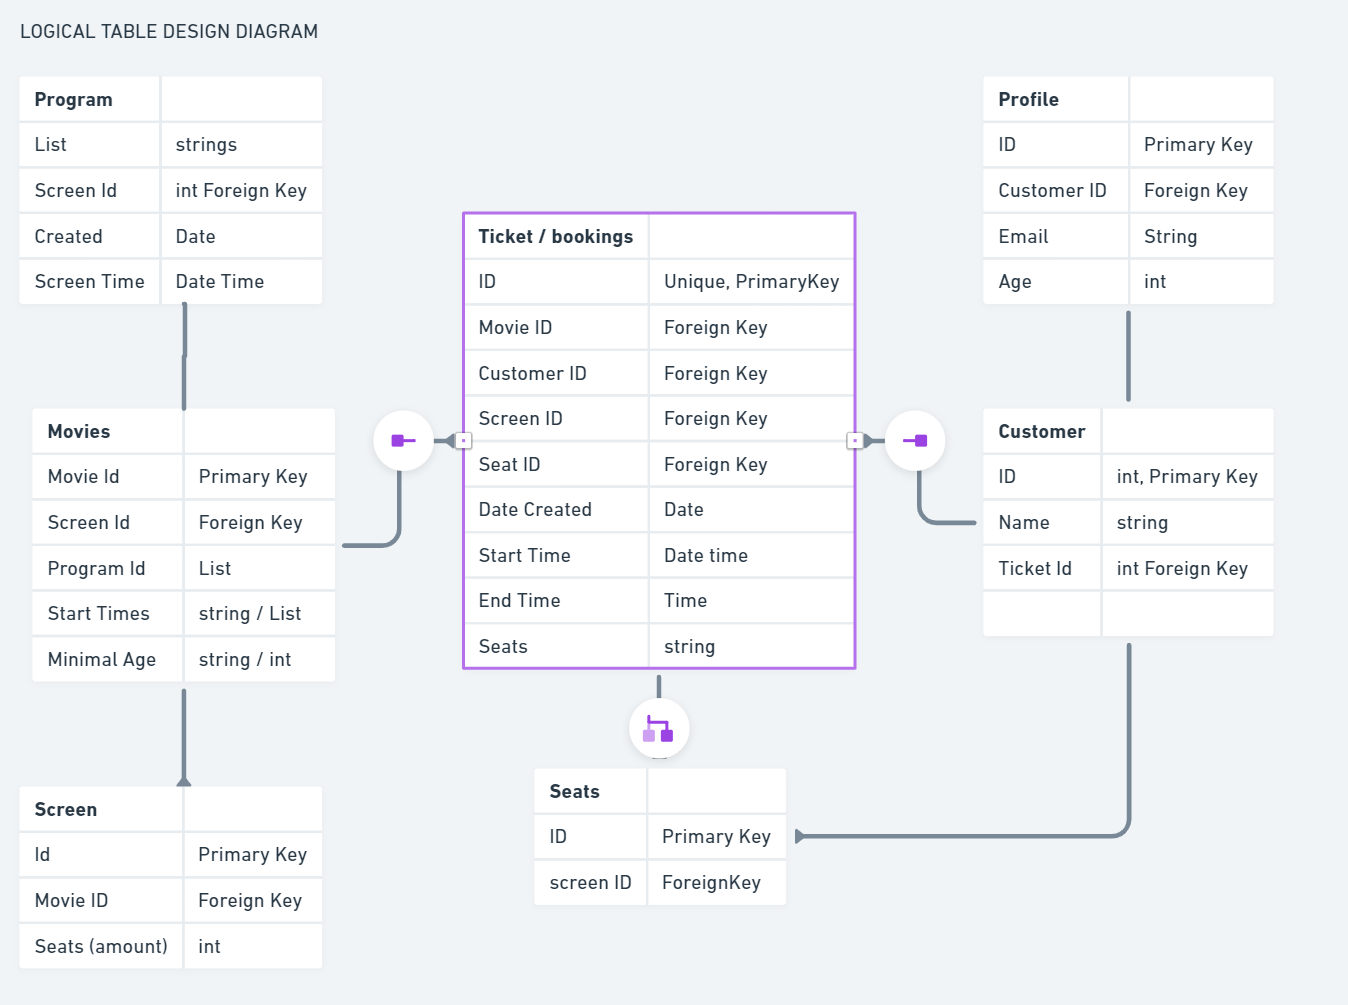 LOGICAL TABLE DESIGN DIAGRAM
Program
List strings
Screen Id int Foreign Key
Created Date
Screen Time Date Time
Movies
Movie Id Primary Key
Screen Id Foreign Key
Program Id List
Start Times string / List
Minimal Age string / int
Screen
Id Primary Key
Movie ID Foreign Key
Seats (amount) int
Ticket / bookings
ID Unique, PrimaryKey
Movie ID Foreign Key
Customer ID Foreign Key
Screen ID Foreign Key
Seat ID Foreign Key
Date Created Date
Start Time Date time
End Time Time
Seats string
Seats
ID Primary Key
screen ID ForeignKey
Profile
ID Primary Key
Customer ID Foreign Key
Email String
Age int
Customer
ID int, Primary Key
Name string
Ticket Id int Foreign Key